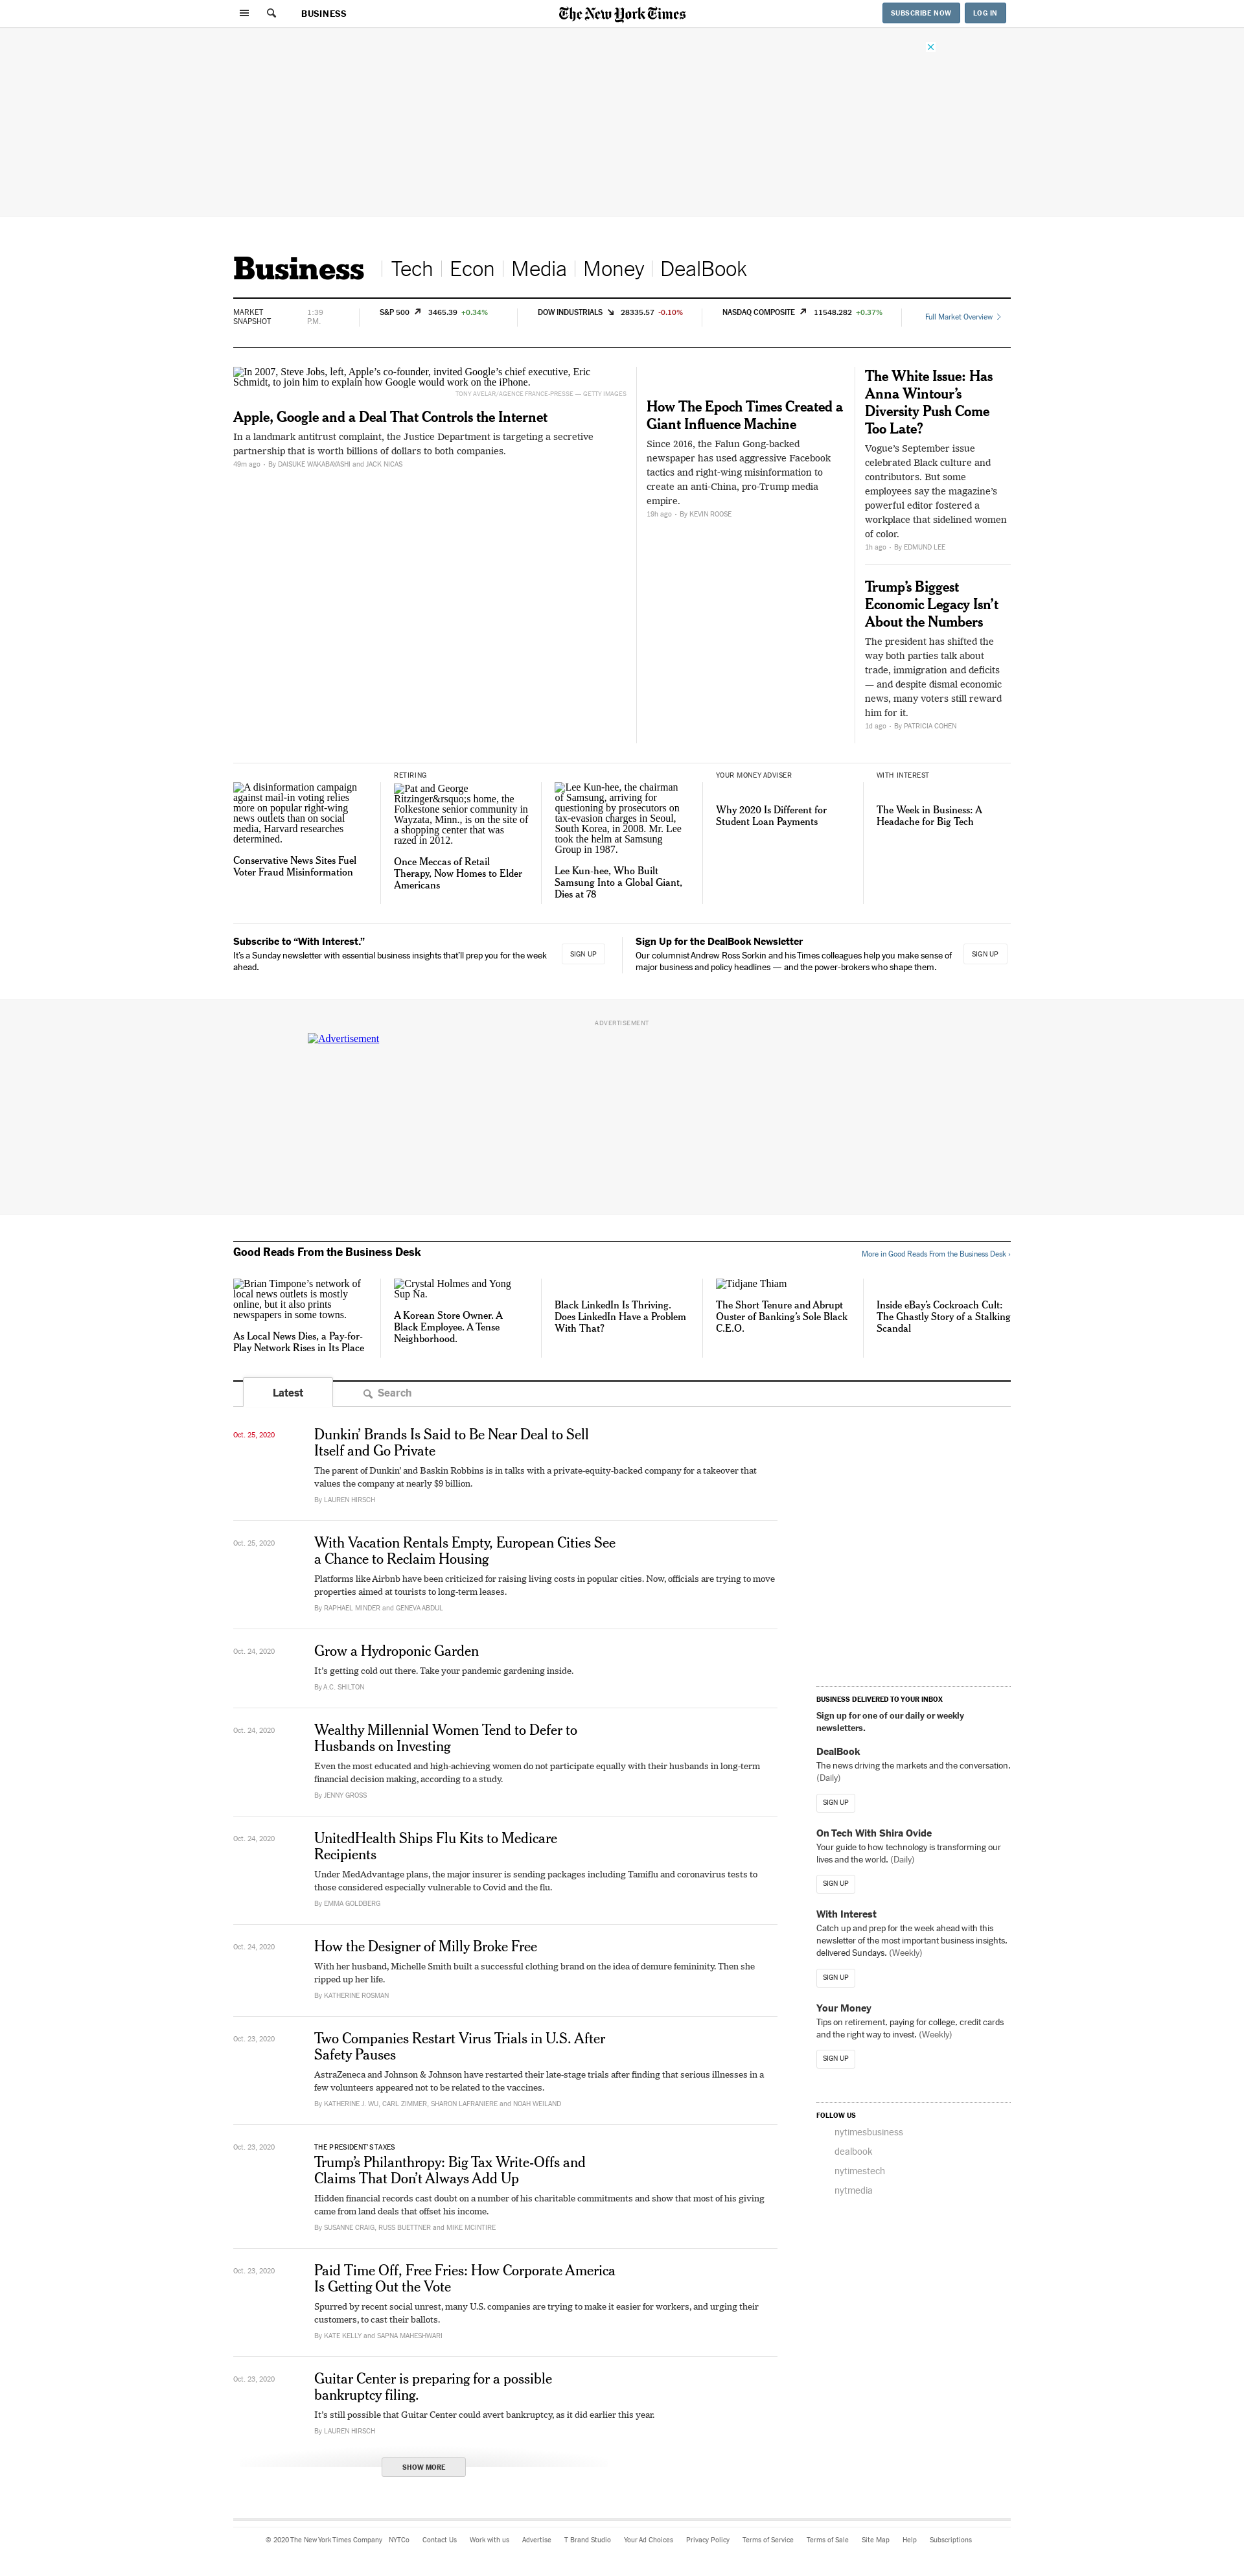 BUSINESS
The New York Times
SUBSCRIBE NOW
LOG IN
Business
Tech
Econ
Media
Money
DealBook
MARKET
SNAPSHOT
1:39
P.M.
S&P 500 3465.39 +0.34%
DOW INDUSTRIALS 28335.57 -0.10%
NASDAQ COMPOSITE 11548.282 +0.37%
Full Market Overview
In 2007, Steve Jobs, left, Apple’s co-founder, invited Google’s chief executive, Eric
Schmidt, to join him to explain how Google would work on the iPhone.
TONY AVELAR/AGENCE FRANCE-PRESSE — GETTY IMAGES
Apple, Google and a Deal That Controls the Internet
In a landmark antitrust complaint, the Justice Department is targeting a secretive
partnership that is worth billions of dollars to both companies.
49m ago • By DAISUKE WAKABAYASHI and JACK NICAS
How The Epoch Times Created a
Giant Influence Machine
Since 2016, the Falun Gong-backed
newspaper has used aggressive Facebook
tactics and right-wing misinformation to
create an anti-China, pro-Trump media
empire.
19h ago • By KEVIN ROOSE
The White Issue: Has
Anna Wintour’s
Diversity Push Come
Too Late?
Vogue’s September issue
celebrated Black culture and
contributors. But some
employees say the magazine’s
powerful editor fostered a
workplace that sidelined women
of color.
1h ago • By EDMUND LEE
Trump’s Biggest
Economic Legacy Isn’t
About the Numbers
The president has shifted the
way both parties talk about
trade, immigration and deficits
— and despite dismal economic
news, many voters still reward
him for it.
1d ago • By PATRICIA COHEN
A disinformation campaign
against mail-in voting relies
more on popular right-wing
news outlets than on social
media, Harvard researches
determined.
Conservative News Sites Fuel
Voter Fraud Misinformation
RETIRING
Pat and George
Ritzinger&rsquo;s home, the
Folkestone senior community in
Wayzata, Minn., is on the site of
a shopping center that was
razed in 2012.
Once Meccas of Retail
Therapy, Now Homes to Elder
Americans
Lee Kun-hee, the chairman
of Samsung, arriving for
questioning by prosecutors on
tax-evasion charges in Seoul,
South Korea, in 2008. Mr. Lee
took the helm at Samsung
Group in 1987.
Lee Kun-hee, Who Built
Samsung Into a Global Giant,
Dies at 78
YOUR MONEY ADVISER
Why 2020 Is Different for
Student Loan Payments
WITH INTEREST
The Week in Business: A
Headache for Big Tech
Subscribe to “With Interest.”
It’s a Sunday newsletter with essential business insights that’ll prep you for the week
ahead.
SIGN UP
Sign Up for the DealBook Newsletter
Our columnist Andrew Ross Sorkin and his Times colleagues help you make sense of
major business and policy headlines — and the power-brokers who shape them.
SIGN UP
ADVERTISEMENT
Advertisement
Good Reads From the Business Desk
More in Good Reads From the Business Desk ›
Brian Timpone’s network of
local news outlets is mostly
online, but it also prints
newspapers in some towns.
As Local News Dies, a Pay-for-
Play Network Rises in Its Place
Crystal Holmes and Yong
Sup Na.
A Korean Store Owner. A
Black Employee. A Tense
Neighborhood.
Black LinkedIn Is Thriving.
Does LinkedIn Have a Problem
With That?
Tidjane Thiam
The Short Tenure and Abrupt
Ouster of Banking’s Sole Black
C.E.O.
Inside eBay’s Cockroach Cult:
The Ghastly Story of a Stalking
Scandal
Latest
Search
Oct. 25, 2020
Dunkin’ Brands Is Said to Be Near Deal to Sell
Itself and Go Private
The parent of Dunkin’ and Baskin Robbins is in talks with a private-equity-backed company for a takeover that
values the company at nearly $9 billion.
By LAUREN HIRSCH
Oct. 25, 2020
With Vacation Rentals Empty, European Cities See
a Chance to Reclaim Housing
Platforms like Airbnb have been criticized for raising living costs in popular cities. Now, officials are trying to move
properties aimed at tourists to long-term leases.
By RAPHAEL MINDER and GENEVA ABDUL
Oct. 24, 2020
Grow a Hydroponic Garden
It’s getting cold out there. Take your pandemic gardening inside.
By A.C. SHILTON
Oct. 24, 2020
Wealthy Millennial Women Tend to Defer to
Husbands on Investing
Even the most educated and high-achieving women do not participate equally with their husbands in long-term
financial decision making, according to a study.
By JENNY GROSS
Oct. 24, 2020
UnitedHealth Ships Flu Kits to Medicare
Recipients
Under MedAdvantage plans, the major insurer is sending packages including Tamiflu and coronavirus tests to
those considered especially vulnerable to Covid and the flu.
By EMMA GOLDBERG
Oct. 24, 2020
How the Designer of Milly Broke Free
With her husband, Michelle Smith built a successful clothing brand on the idea of demure femininity. Then she
ripped up her life.
By KATHERINE ROSMAN
Oct. 23, 2020
Two Companies Restart Virus Trials in U.S. After
Safety Pauses
AstraZeneca and Johnson & Johnson have restarted their late-stage trials after finding that serious illnesses in a
few volunteers appeared not to be related to the vaccines.
By KATHERINE J. WU, CARL ZIMMER, SHARON LAFRANIERE and NOAH WEILAND
Oct. 23, 2020
THE PRESIDENT’S TAXES
Trump’s Philanthropy: Big Tax Write-Offs and
Claims That Don’t Always Add Up
Hidden financial records cast doubt on a number of his charitable commitments and show that most of his giving
came from land deals that offset his income.
By SUSANNE CRAIG, RUSS BUETTNER and MIKE MCINTIRE
Oct. 23, 2020
Paid Time Off, Free Fries: How Corporate America
Is Getting Out the Vote
Spurred by recent social unrest, many U.S. companies are trying to make it easier for workers, and urging their
customers, to cast their ballots.
By KATE KELLY and SAPNA MAHESHWARI
Oct. 23, 2020
Guitar Center is preparing for a possible
bankruptcy filing.
It’s still possible that Guitar Center could avert bankruptcy, as it did earlier this year.
By LAUREN HIRSCH
SHOW MORE
BUSINESS DELIVERED TO YOUR INBOX
Sign up for one of our daily or weekly
newsletters.
DealBook
The news driving the markets and the conversation.
(Daily)
SIGN UP
On Tech With Shira Ovide
Your guide to how technology is transforming our
lives and the world. (Daily)
SIGN UP
With Interest
Catch up and prep for the week ahead with this
newsletter of the most important business insights,
delivered Sundays. (Weekly)
SIGN UP
Your Money
Tips on retirement, paying for college, credit cards
and the right way to invest. (Weekly)
SIGN UP
FOLLOW US
nytimesbusiness
dealbook
nytimestech
nytmedia
© 2020 The New York Times Company NYTCo Contact Us Work with us Advertise T Brand Studio Your Ad Choices Privacy Policy Terms of Service Terms of Sale Site Map Help Subscriptions